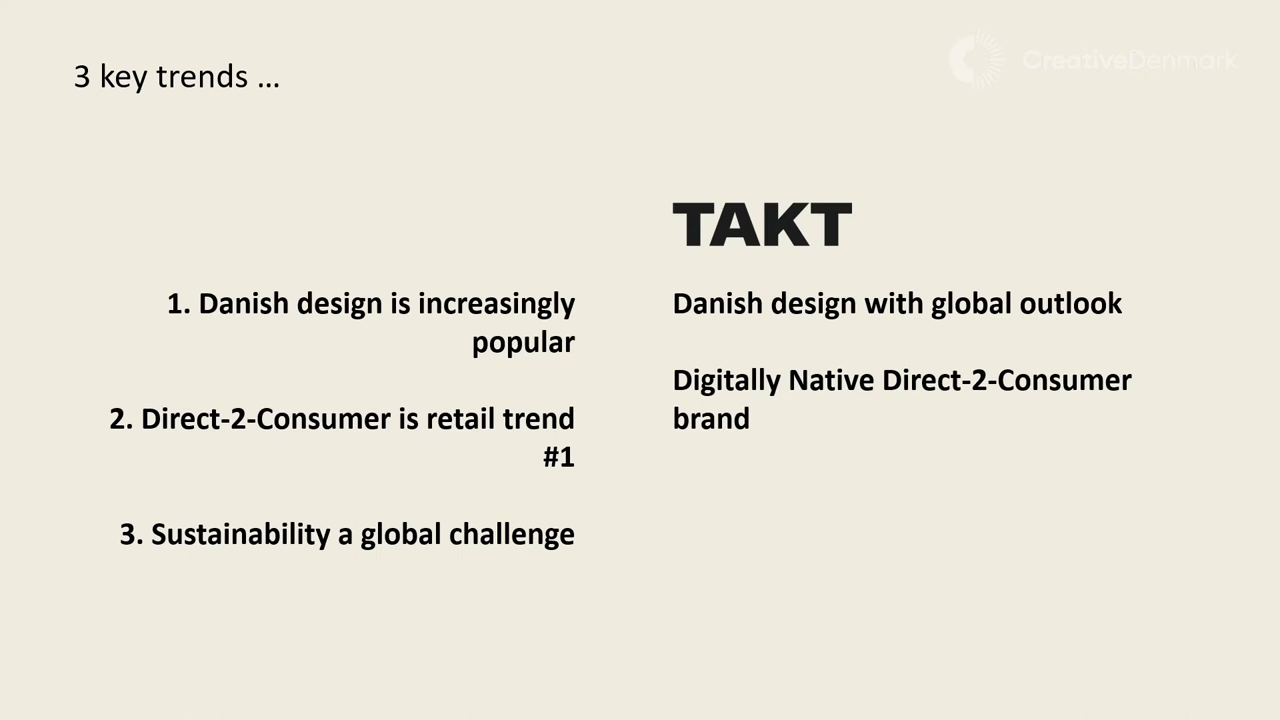 3 key trends ...
CreativeDenmark
TAKT
1. Danish design is increasingly
popular
2. Direct-2-Consumer is retail trend
#1
3. Sustainability a global challenge
Danish design with global outlook
Digitally Native Direct-2-Consumer
brand